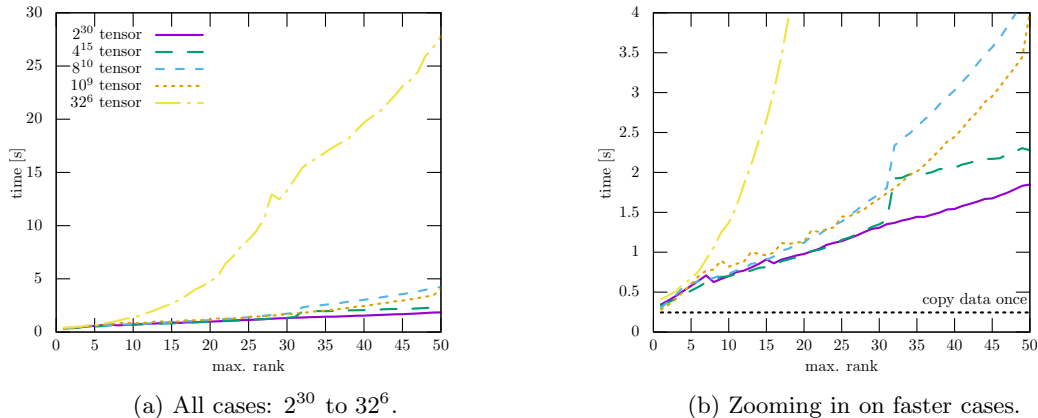 30
25
20
15
10
5
0
time [s]
2^30 tensor
4^15 tensor
8^10 tensor
10^9 tensor
32^6 tensor
0 5 10 15 20 25 30 35 40 45 50
max. rank
(a) All cases: 2^30 to 32^6.
4
3.5
3
2.5
2
1.5
1
0.5
0
time [s]
copy data once
0 5 10 15 20 25 30 35 40 45 50
max. rank
(b) Zooming in on faster cases.